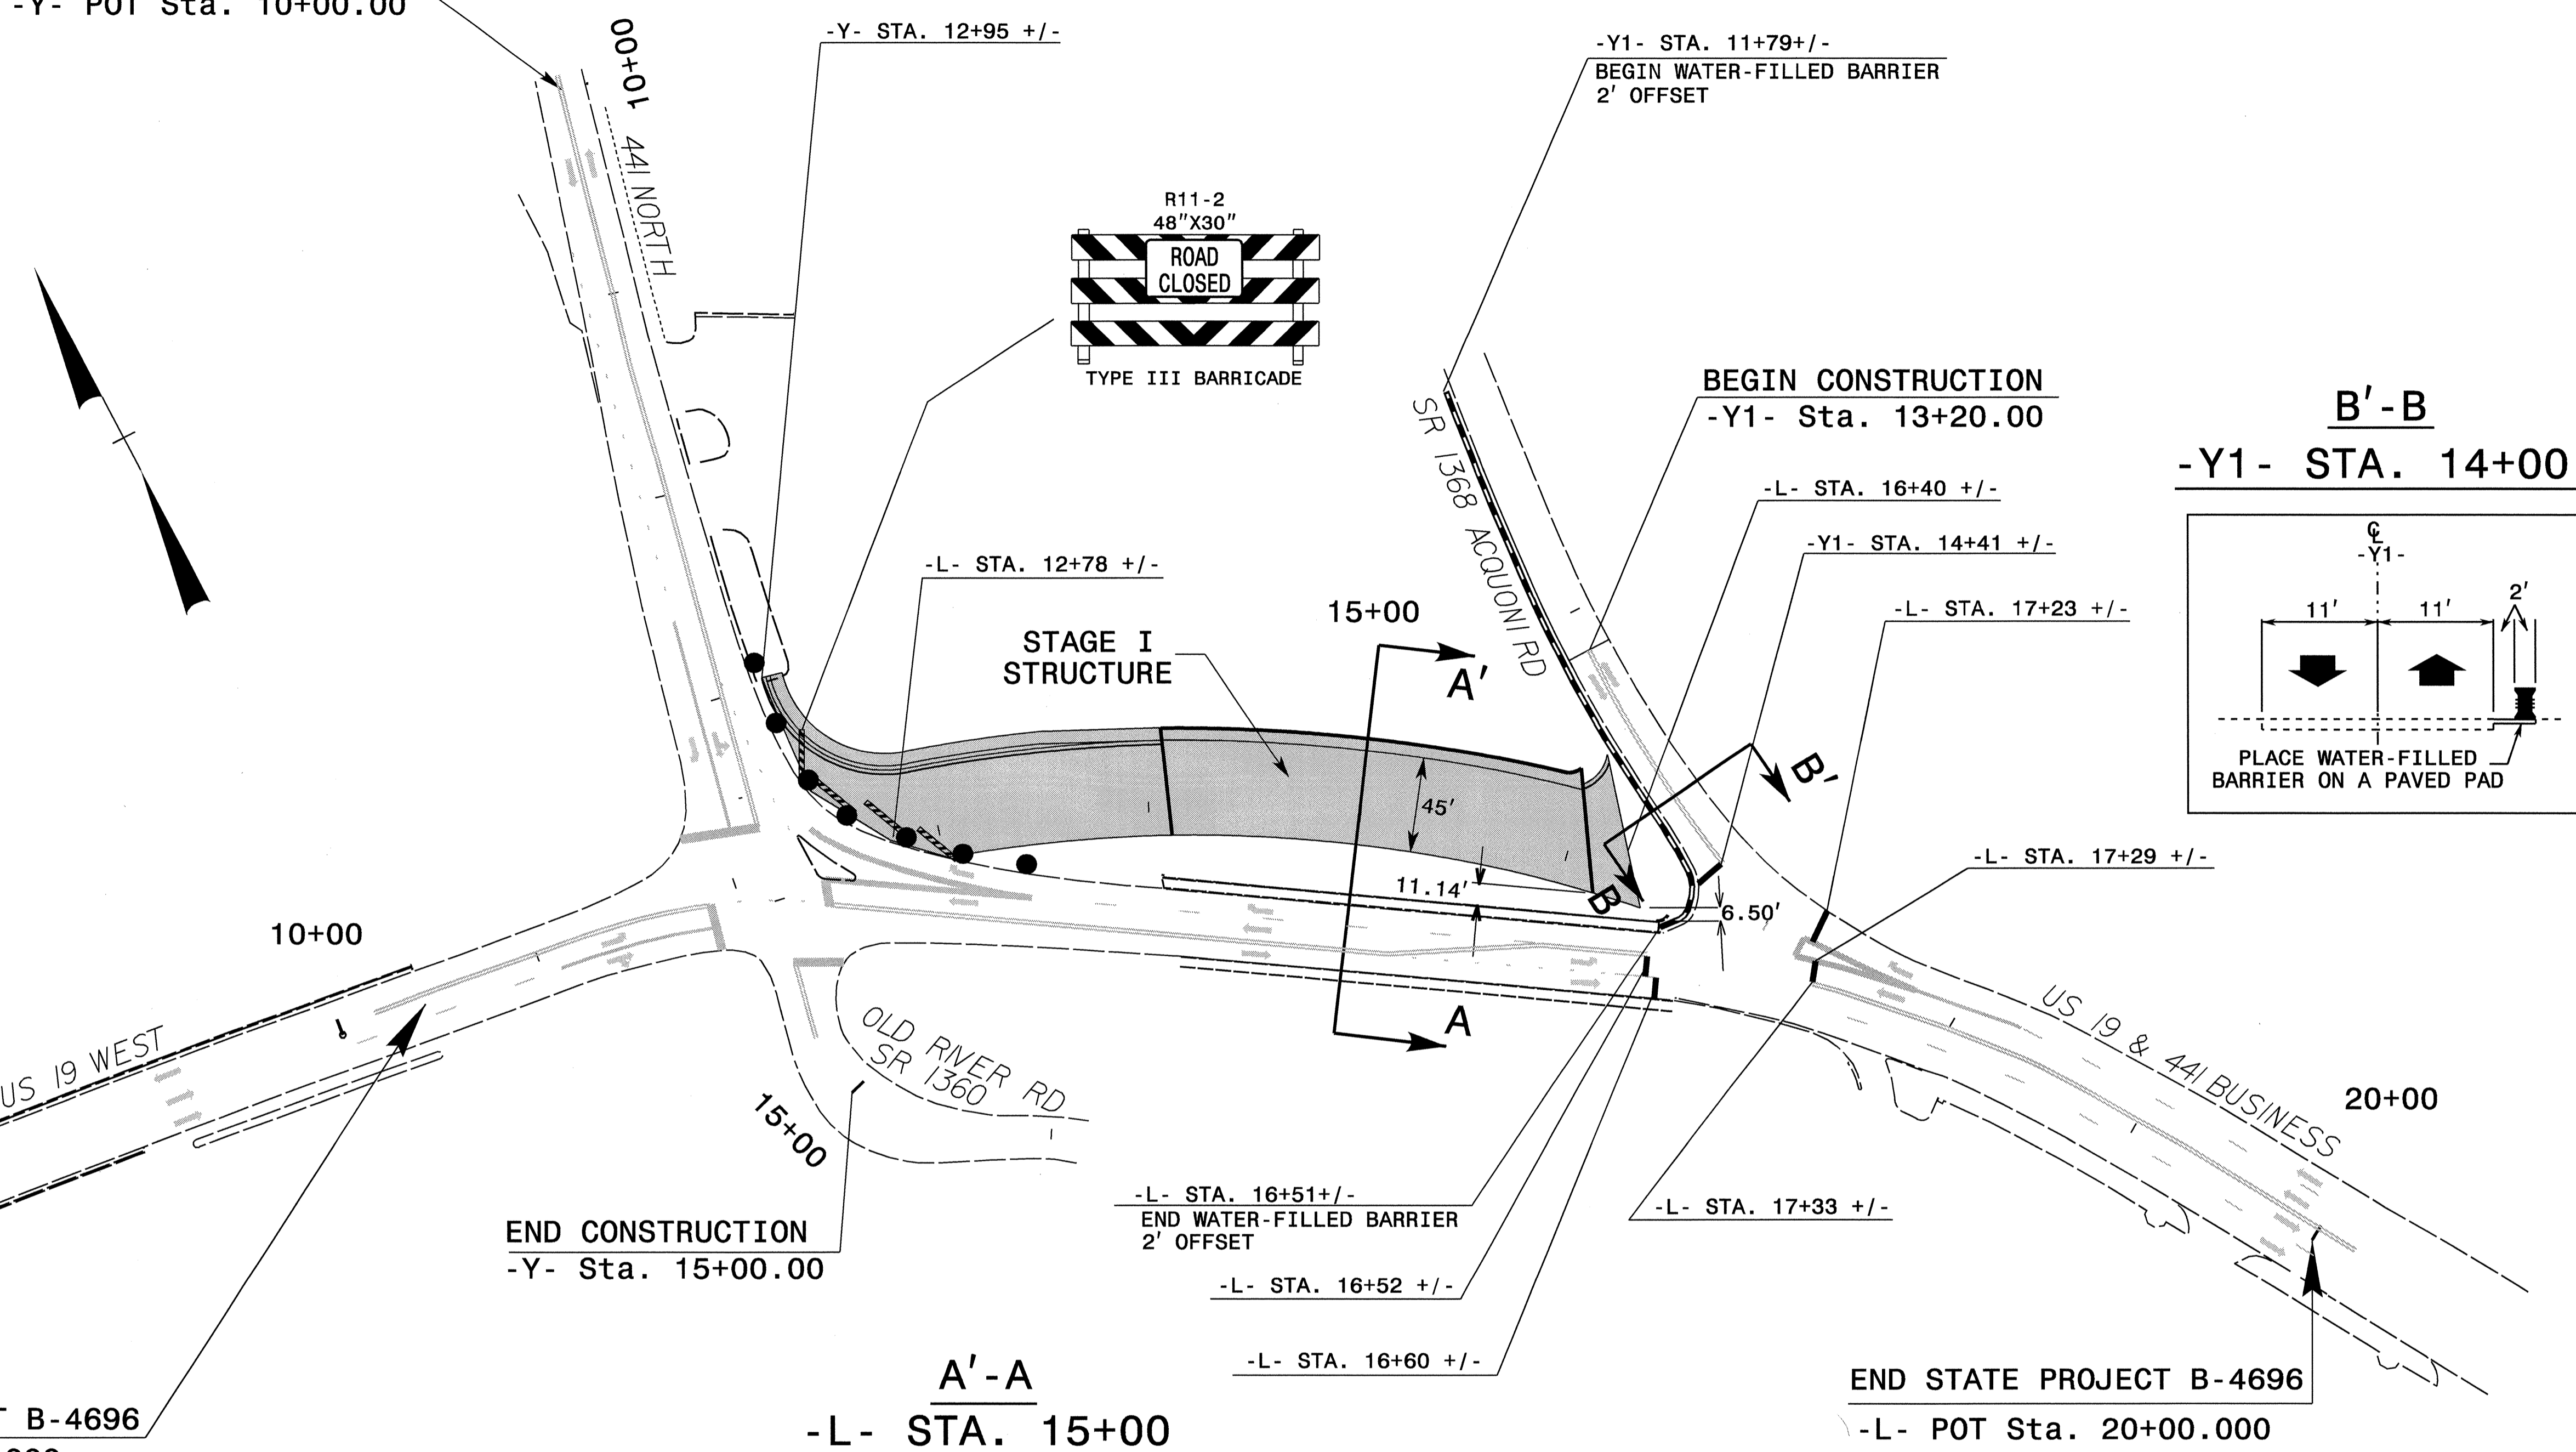 -Y- POT Sta. 10+00.00
10+00
441 NORTH
-Y- STA. 12+95 +/-
-Y1- STA. 11+79+/-
BEGIN WATER-FILLED BARRIER
2' OFFSET
R11-2
48"X30"
ROAD
CLOSED
TYPE III BARRICADE
SR 1368 ACQUONI RD
BEGIN CONSTRUCTION
-Y1- Sta. 13+20.00
-L- STA. 16+40 +/-
-Y1- STA. 14+41 +/-
-L- STA. 17+23 +/-
B'-B
-Y1- STA. 14+00
℄
-Y1-
11'
11'
2'
PLACE WATER-FILLED
BARRIER ON A PAVED PAD
-L- STA. 12+78 +/-
STAGE I
STRUCTURE
15+00
A'
B'
45'
11.14'
B
6.50'
-L- STA. 17+29 +/-
10+00
US 19 WEST
OLD RIVER RD
SR 1360
15+00
A
US 19 & 441 BUSINESS
20+00
-L- STA. 16+51+/-
END WATER-FILLED BARRIER
2' OFFSET
-L- STA. 17+33 +/-
END CONSTRUCTION
-Y- Sta. 15+00.00
-L- STA. 16+52 +/-
-L- STA. 16+60 +/-
A'-A
-L- STA. 15+00
END STATE PROJECT B-4696
-L- POT Sta. 20+00.000
T B-4696